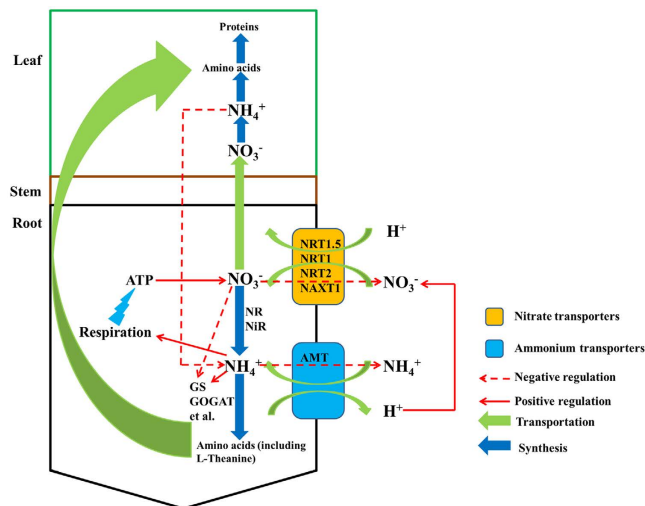 Proteins
Leaf
Amino acids
NH₄⁺
NO₃⁻
Stem
Root
H⁺
NRT1.5
NRT1
NRT2
NAXT1
ATP
NO₃⁻
NO₃⁻
NR
NiR
Respiration
Nitrate transporters
Ammonium transporters
AMT
NH₄⁺
NH₄⁺
Negative regulation
GS
GOGAT
et al.
H⁺
Positive regulation
Transportation
Amino acids (including
L-Theanine)
Synthesis